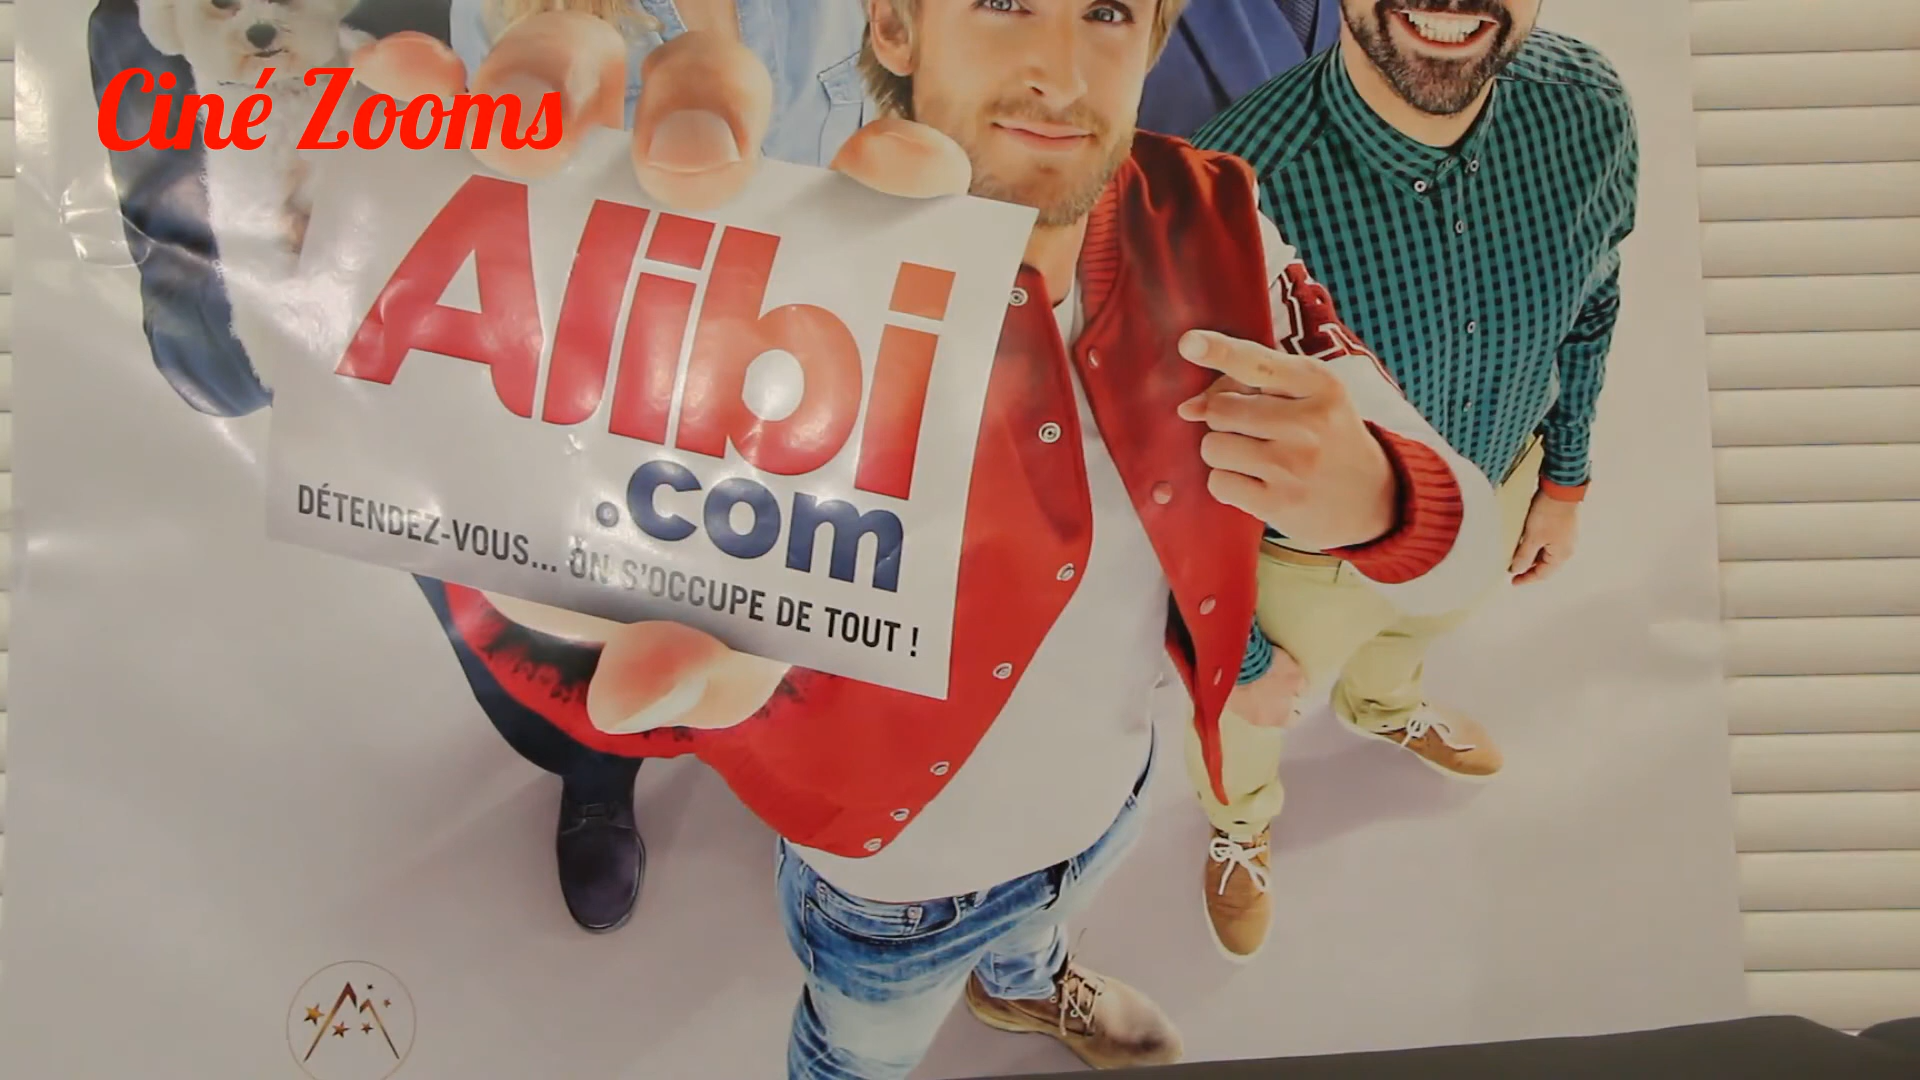 Ciné Zooms
Alibi
.com
DÉTENDEZ-VOUS... ON S'OCCUPE DE TOUT !